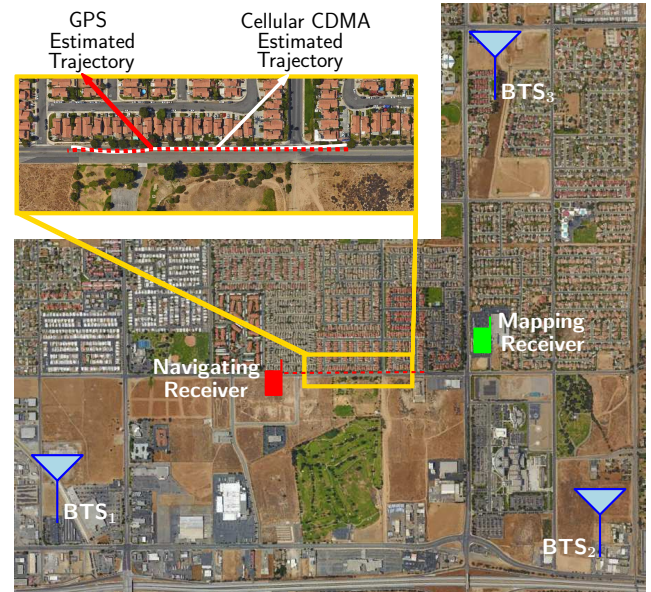 GPS
Estimated
Trajectory
Cellular CDMA
Estimated
Trajectory
BTS₃
Mapping
Receiver
Navigating
Receiver
BTS₁
BTS₂